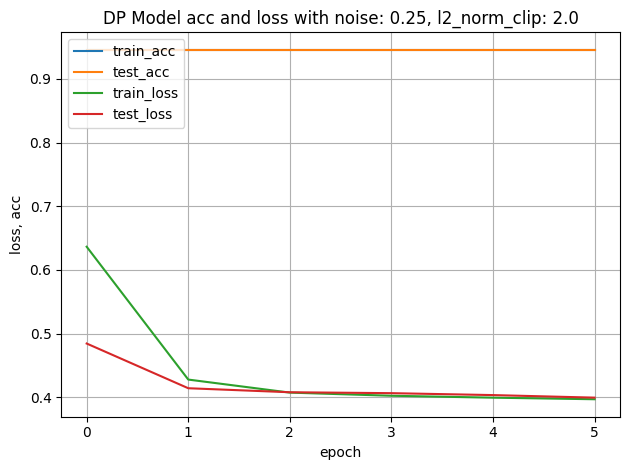 DP Model acc and loss with noise: 0.25, l2_norm_clip: 2.0
train_acc
test_acc
train_loss
test_loss
0.9
0.8
0.7
0.6
0.5
0.4
loss, acc
0
1
2
3
4
5
epoch